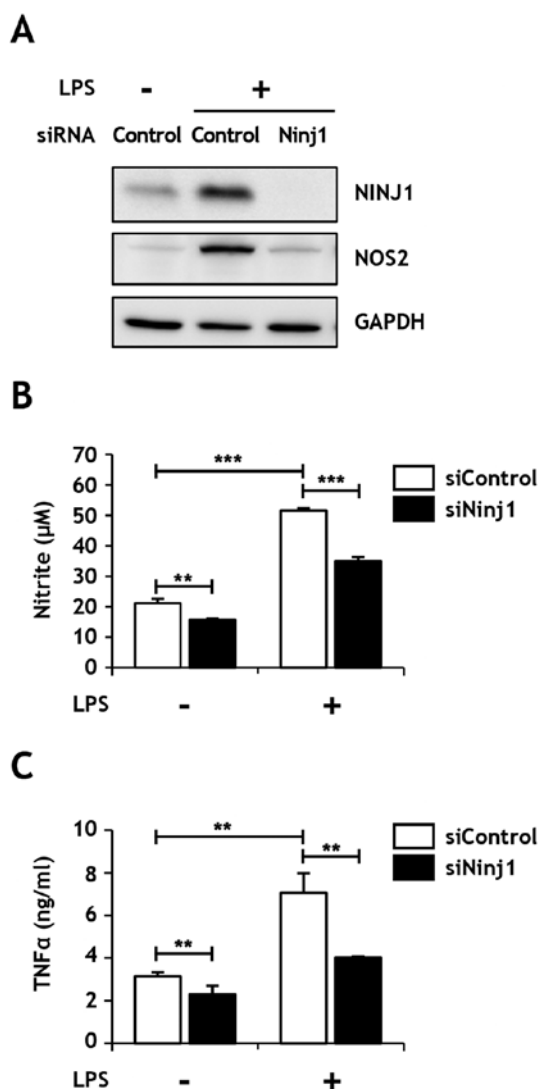 A
LPS - +
siRNA Control Control Ninj1
NINJ1
NOS2
GAPDH
B
70
60
50
40
30
20
10
0
Nitrite (µM)
***
***
**
siControl
siNinj1
LPS - +
C
10
8
6
4
2
0
TNFα (ng/ml)
**
**
**
siControl
siNinj1
LPS - +